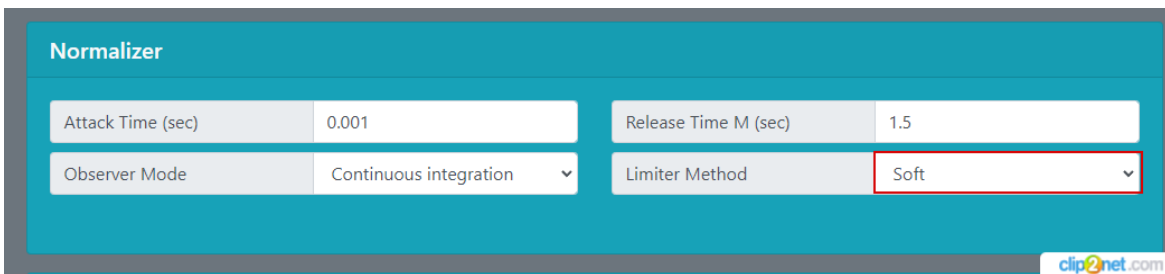 Normalizer
Attack Time (sec) 0.001 Release Time M (sec) 1.5
Observer Mode Continuous integration Limiter Method Soft
clip2net.com